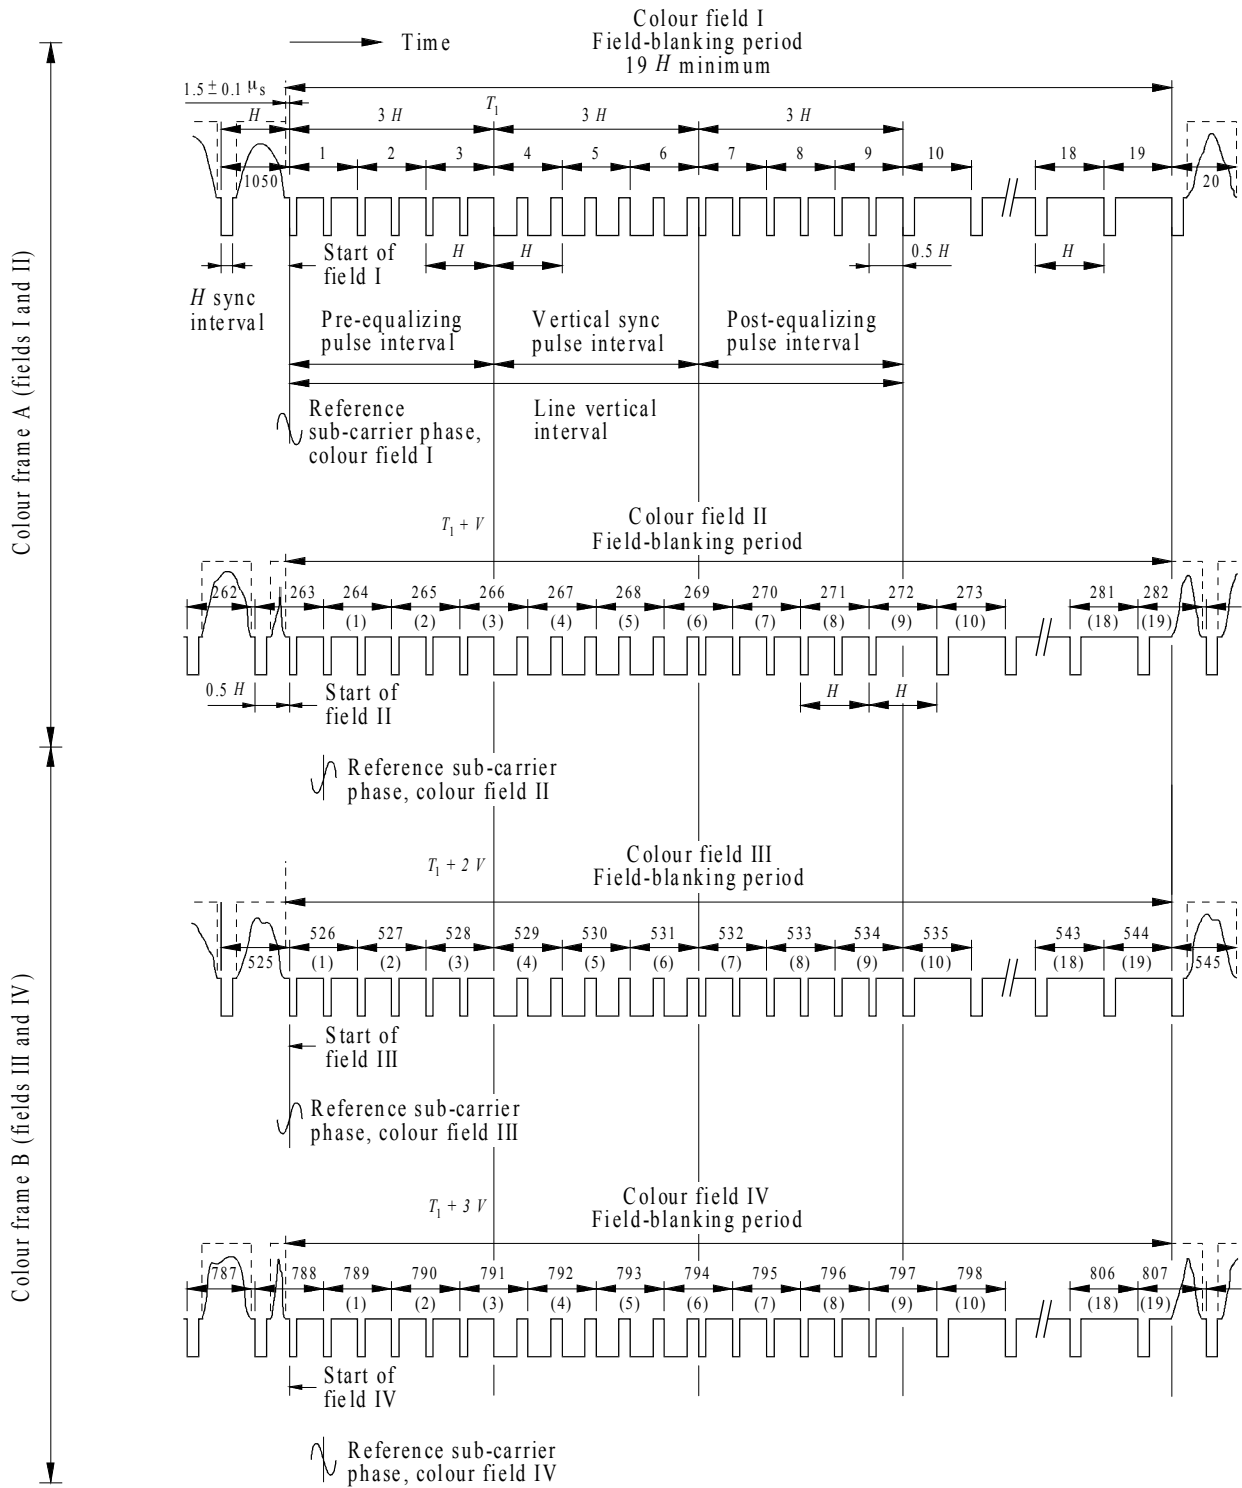 Colour field I
Field-blanking period
19 H minimum
Time
1.5 ± 0.1 μs
T1
H 3 H 3 H 3 H
1 2 3 4 5 6 7 8 9 10 18 19
1050 20
Start of
field I
H H 0.5 H H
H sync
interval
Pre-equalizing
pulse interval
Vertical sync
pulse interval
Post-equalizing
pulse interval
Reference
sub-carrier phase,
colour field I
Line vertical
interval
Colour frame A (fields I and II)
T1 + V
Colour field II
Field-blanking period
262 263 264 265 266 267 268 269 270 271 272 273 281 282
(1) (2) (3) (4) (5) (6) (7) (8) (9) (10) (18) (19)
0.5 H
Start of
field II
H H
Reference sub-carrier
phase, colour field II
T1 + 2 V
Colour field III
Field-blanking period
526 527 528 529 530 531 532 533 534 535 543 544
525 (1) (2) (3) (4) (5) (6) (7) (8) (9) (10) (18) (19) 545
Start of
field III
Reference sub-carrier
phase, colour field III
Colour frame B (fields III and IV)
T1 + 3 V
Colour field IV
Field-blanking period
787 788 789 790 791 792 793 794 795 796 797 798 806 807
(1) (2) (3) (4) (5) (6) (7) (8) (9) (10) (18) (19)
Start of
field IV
Reference sub-carrier
phase, colour field IV